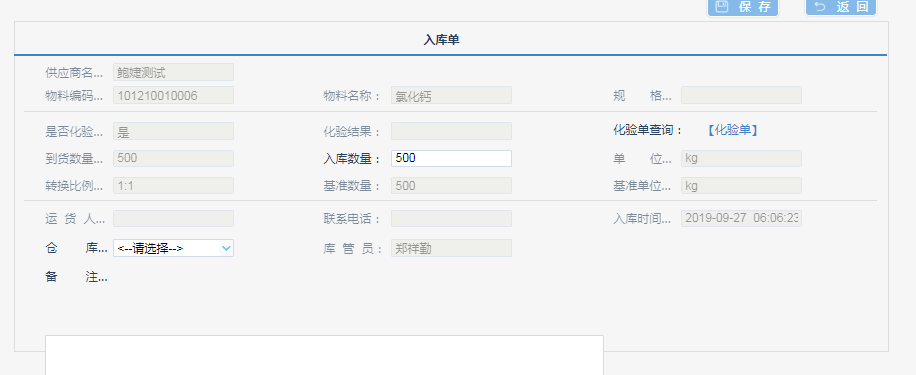 保 存 返 回
入库单
供应商名... 鲍婕测试
物料编码... 101210010006 物料名称： 氯化钙 规 格...
是否化验... 是 化验结果： 化验单查询： 【化验单】
到货数量... 500 入库数量： 500 单 位... kg
转换比例... 1:1 基准数量： 500 基准单位... kg
运 货 人... 联系电话： 入库时间... 2019-09-27 06:06:23
仓 库... <--请选择--> 库 管 员： 郑祥勤
备 注...